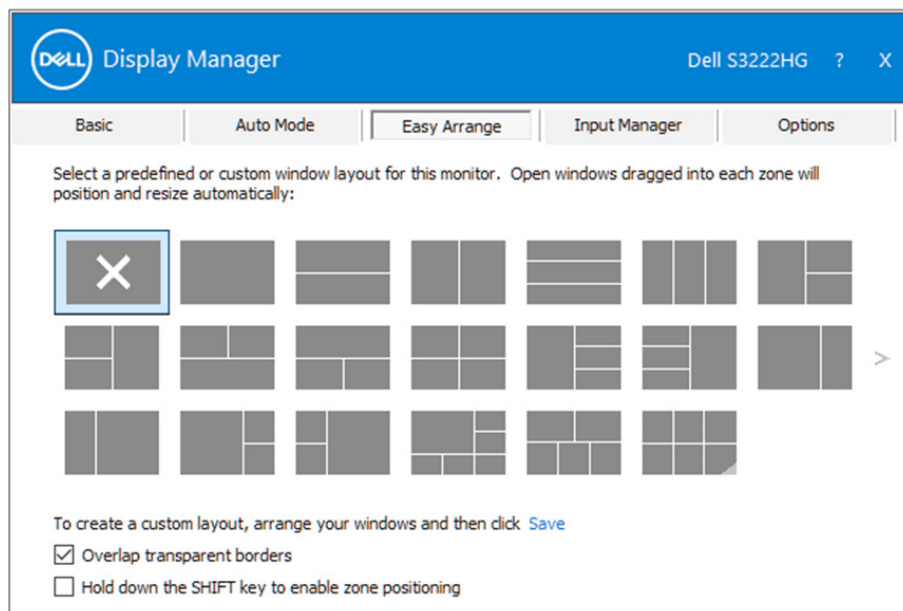 DELL Display Manager Dell S3222HG ? X
Basic Auto Mode Easy Arrange Input Manager Options
Select a predefined or custom window layout for this monitor. Open windows dragged into each zone will
position and resize automatically:
>
To create a custom layout, arrange your windows and then click Save
Overlap transparent borders
Hold down the SHIFT key to enable zone positioning